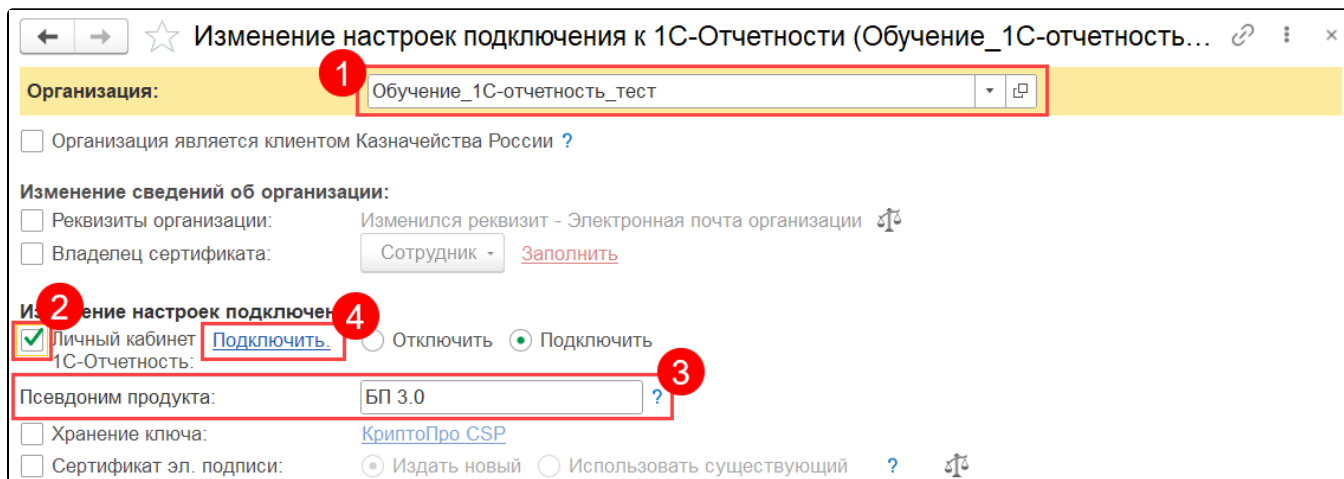 Изменение настроек подключения к 1С-Отчетности (Обучение_1С-отчетность...
1
Организация: Обучение_1С-отчетность_тест
Организация является клиентом Казначейства России ?
Изменение сведений об организации:
Реквизиты организации: Изменился реквизит - Электронная почта организации
Владелец сертификата: Сотрудник Заполнить
2 4
Из ение настроек подключен
Личный кабинет Подключить. Отключить Подключить
1С-Отчетность:
3
Псевдоним продукта: БП 3.0 ?
Хранение ключа: КриптоПро CSP
Сертификат эл. подписи: Издать новый Использовать существующий ?